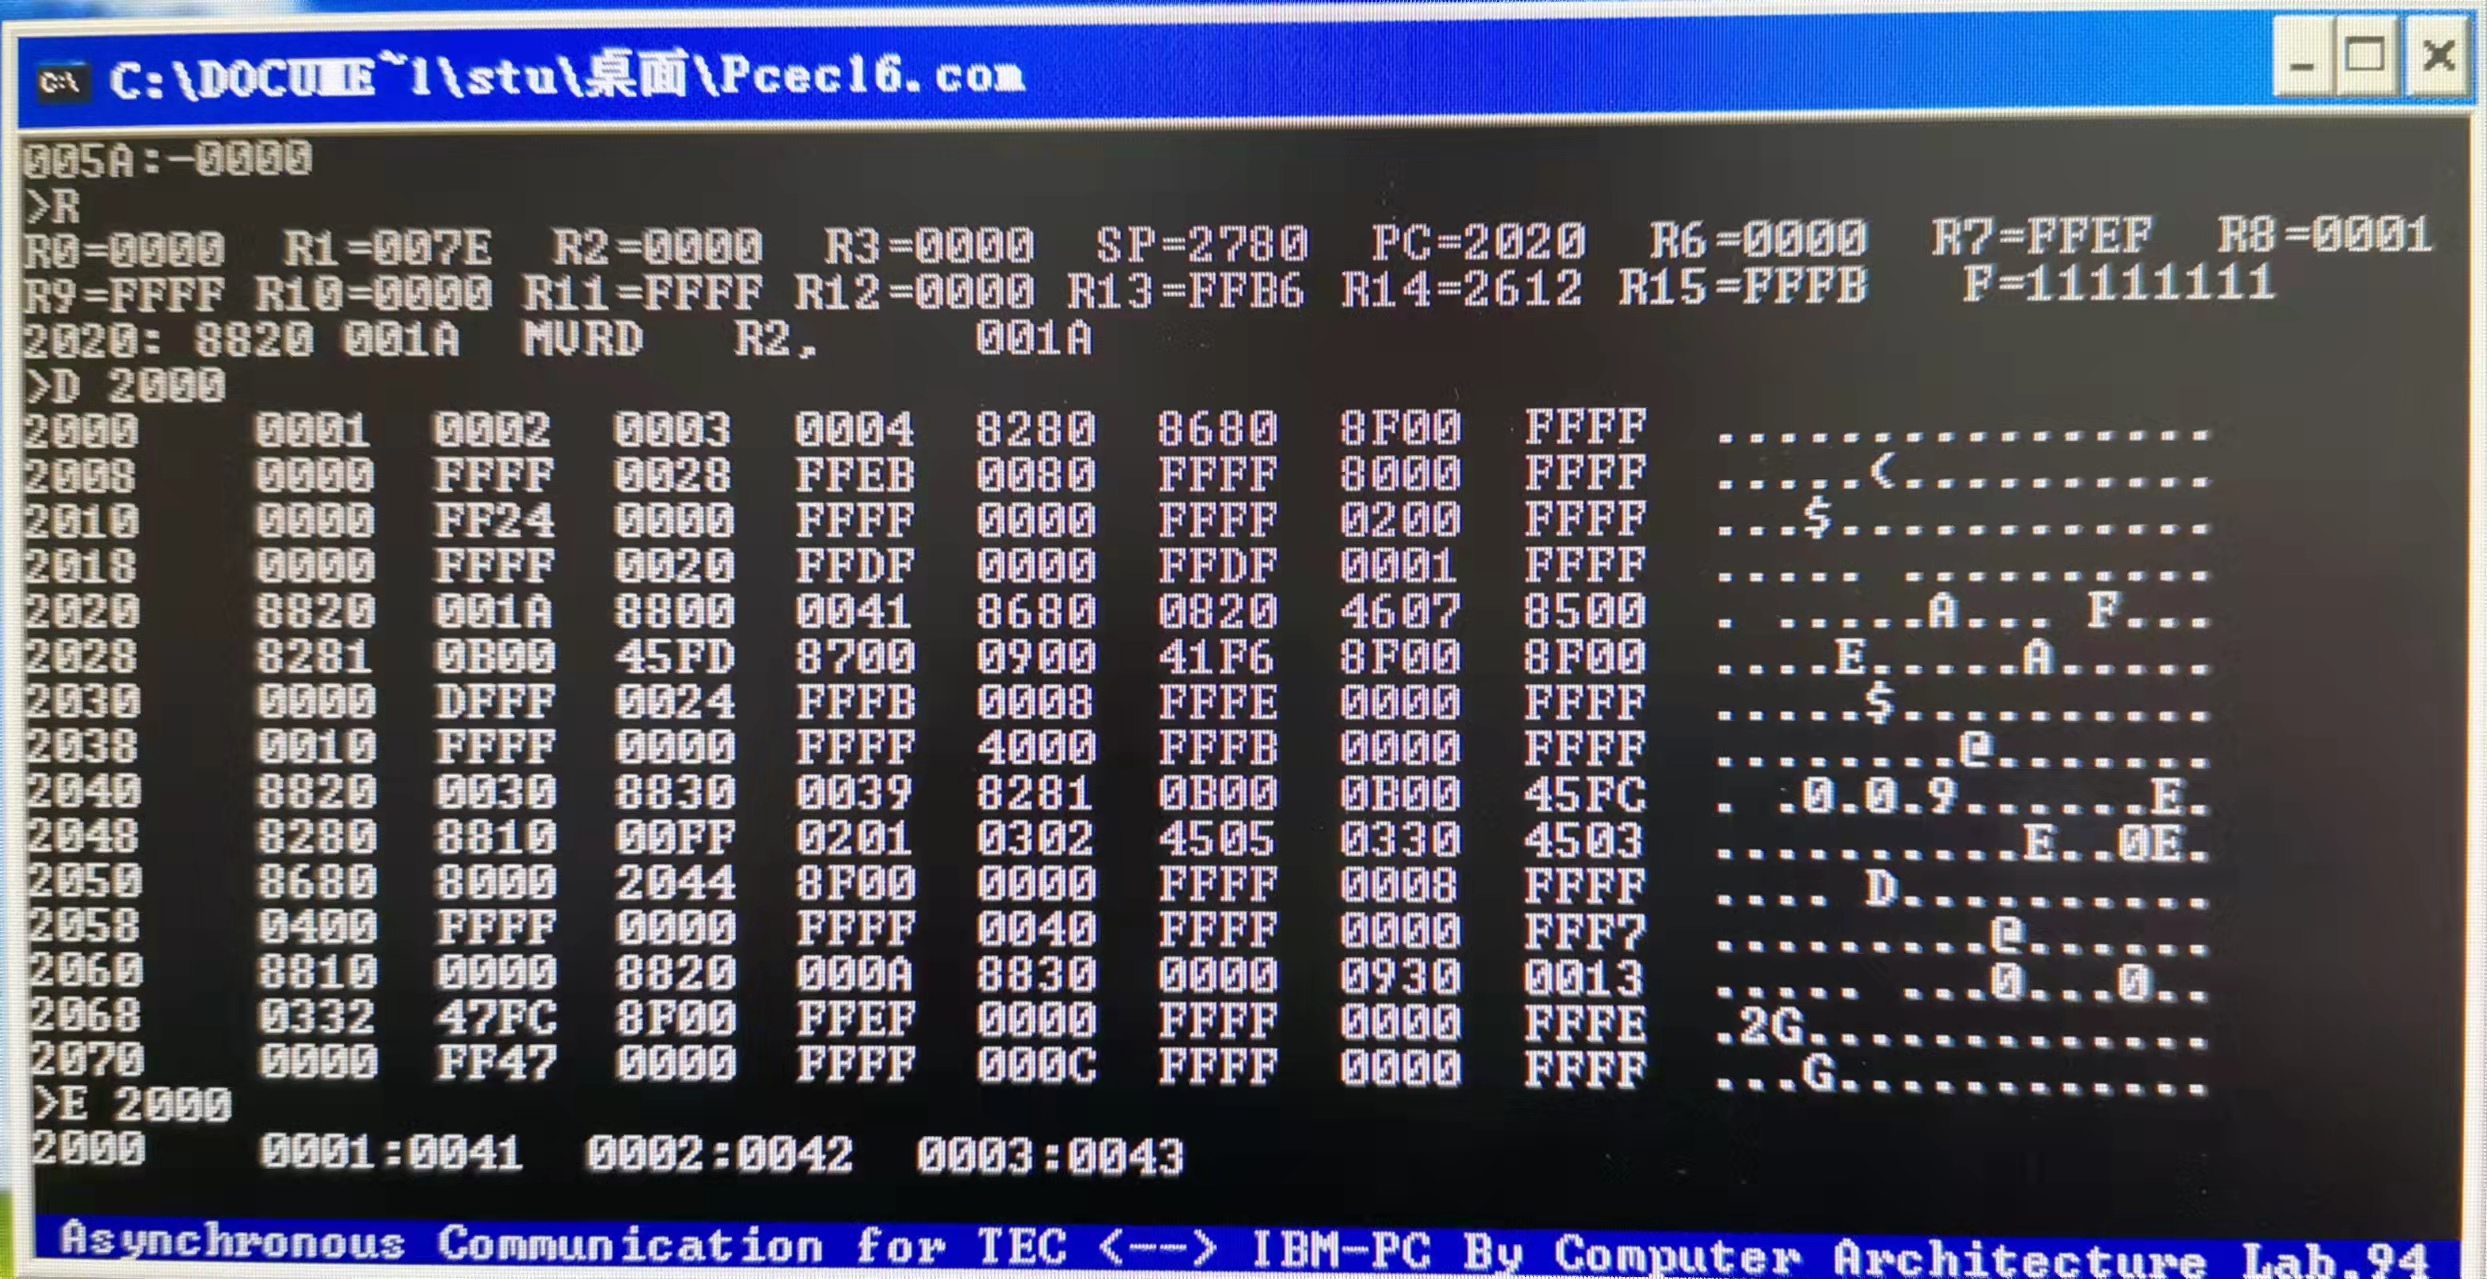 C:\DOCUME~1\stu\桌面\Pcec16.com
005A:-0000
>R
R0=0000 R1=007E R2=0000 R3=0000 SP=2780 PC=2020 R6=0000 R7=FFEF R8=0001
R9=FFFF R10=0000 R11=FFFF R12=0000 R13=FFB6 R14=2612 R15=FFFB F=11111111
2020: 8820 001A MVRD R2, 001A
>D 2000
2000 0001 0002 0003 0004 8280 8680 8F00 FFFF ................
2008 0000 FFFF 0028 FFEB 0080 FFFF 8000 FFFF .....(..........
2010 0000 FF24 0000 FFFF 0000 FFFF 0200 FFFF ...$............
2018 0000 FFFF 0020 FFDF 0000 FFDF 0001 FFFF ..... ..........
2020 8820 001A 8800 0041 8680 0820 4607 8500 . .....A... F...
2028 8281 0B00 45FD 8700 0900 41F6 8F00 8F00 ....E.....A.....
2030 0000 DFFF 0024 FFFB 0008 FFFE 0000 FFFF .....$..........
2038 0010 FFFF 0000 FFFF 4000 FFFB 0000 FFFF ........@.......
2040 8820 0030 8830 0039 8281 0B00 0B00 45FC . .0.0.9......E.
2048 8280 8810 00FF 0201 0302 4505 0330 4503 ..........E..0E.
2050 8680 8000 2044 8F00 0000 FFFF 0008 FFFF .... D..........
2058 0400 FFFF 0000 FFFF 0040 FFFF 0000 FFF7 .........@......
2060 8810 0000 8820 000A 8830 0000 0930 0013 ..... ...0...0..
2068 0332 47FC 8F00 FFEF 0000 FFFF 0000 FFFE .2G.............
2070 0000 FF47 0000 FFFF 000C FFFF 0000 FFFF ...G............
>E 2000
2000 0001:0041 0002:0042 0003:0043
Asynchronous Communication for TEC <--> IBM-PC By Computer Architecture Lab.94